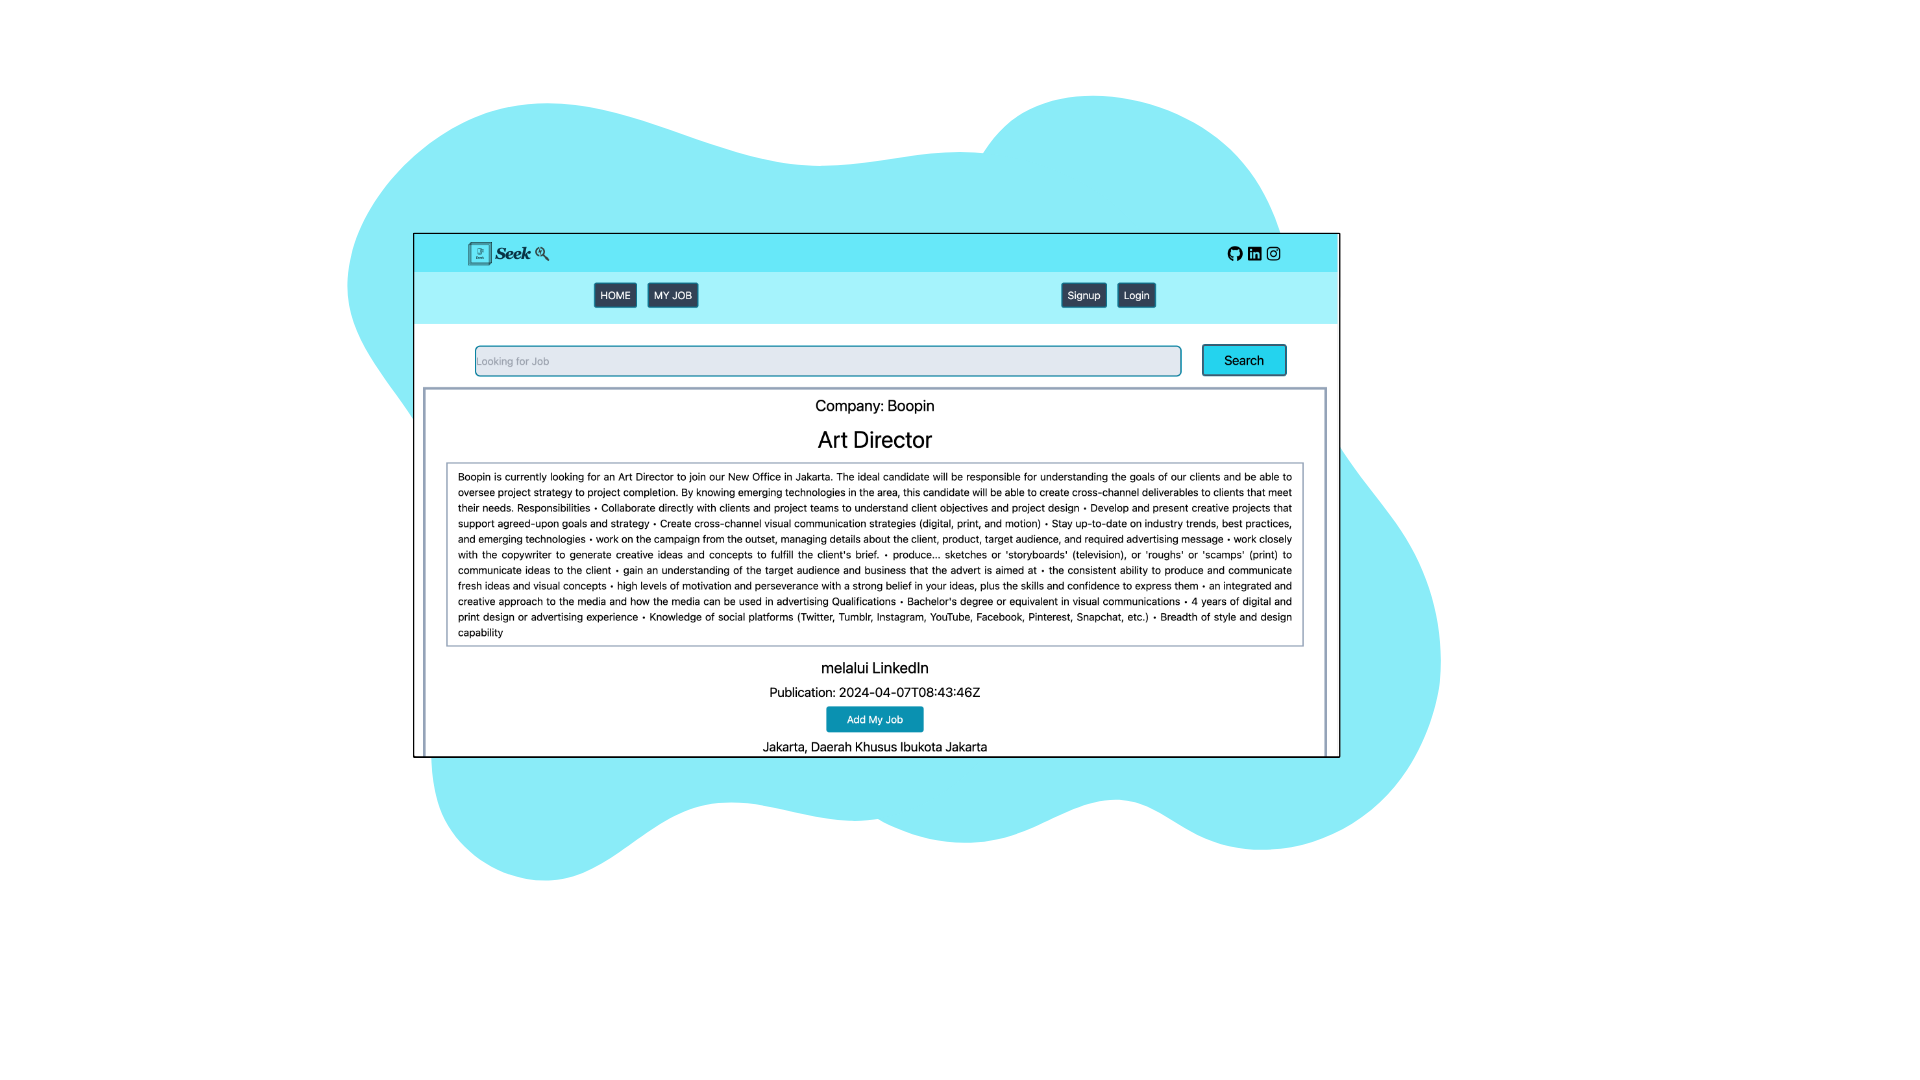 Seek
HOME MY JOB Signup Login
Looking for Job Search
Company: Boopin
Art Director
Boopin is currently looking for an Art Director to join our New Office in Jakarta. The ideal candidate will be responsible for understanding the goals of our clients and be able to
oversee project strategy to project completion. By knowing emerging technologies in the area, this candidate will be able to create cross-channel deliverables to clients that meet
their needs. Responsibilities • Collaborate directly with clients and project teams to understand client objectives and project design • Develop and present creative projects that
support agreed-upon goals and strategy • Create cross-channel visual communication strategies (digital, print, and motion) • Stay up-to-date on industry trends, best practices,
and emerging technologies • work on the campaign from the outset, managing details about the client, product, target audience, and required advertising message • work closely
with the copywriter to generate creative ideas and concepts to fulfill the client's brief. • produce... sketches or 'storyboards' (television), or 'roughs' or 'scamps' (print) to
communicate ideas to the client • gain an understanding of the target audience and business that the advert is aimed at • the consistent ability to produce and communicate
fresh ideas and visual concepts • high levels of motivation and perseverance with a strong belief in your ideas, plus the skills and confidence to express them • an integrated and
creative approach to the media and how the media can be used in advertising Qualifications • Bachelor's degree or equivalent in visual communications • 4 years of digital and
print design or advertising experience • Knowledge of social platforms (Twitter, Tumblr, Instagram, YouTube, Facebook, Pinterest, Snapchat, etc.) • Breadth of style and design
capability
melalui LinkedIn
Publication: 2024-04-07T08:43:46Z
Add My Job
Jakarta, Daerah Khusus Ibukota Jakarta